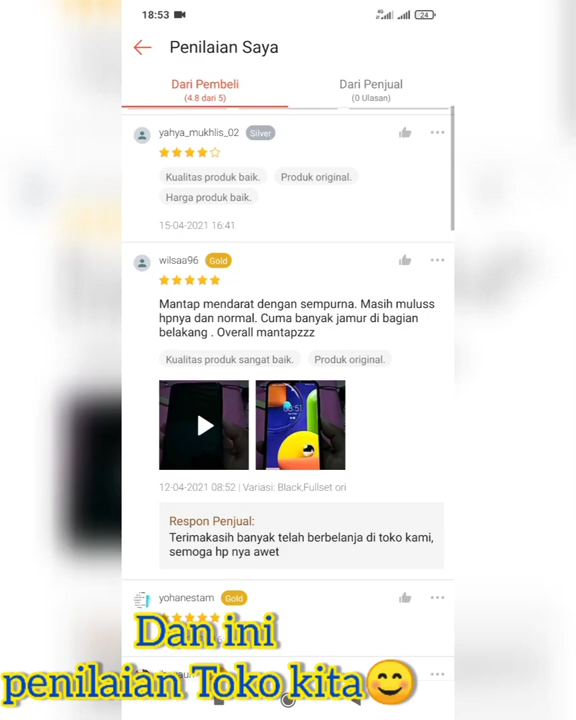 18:53
24
Penilaian Saya
Dari Pembeli
(4.8 dari 5)
Dari Penjual
(0 Ulasan)
yahya_mukhlis_02 Silver
Kualitas produk baik. Produk original.
Harga produk baik.
15-04-2021 16:41
wilsaa96 Gold
Mantap mendarat dengan sempurna. Masih muluss
hpnya dan normal. Cuma banyak jamur di bagian
belakang . Overall mantapzzz
Kualitas produk sangat baik. Produk original.
12-04-2021 08:52 | Variasi: Black,Fullset ori
Respon Penjual:
Terimakasih banyak telah berbelanja di toko kami,
semoga hp nya awet
yohanestam Gold
Dan ini
penilaian Toko kita😊